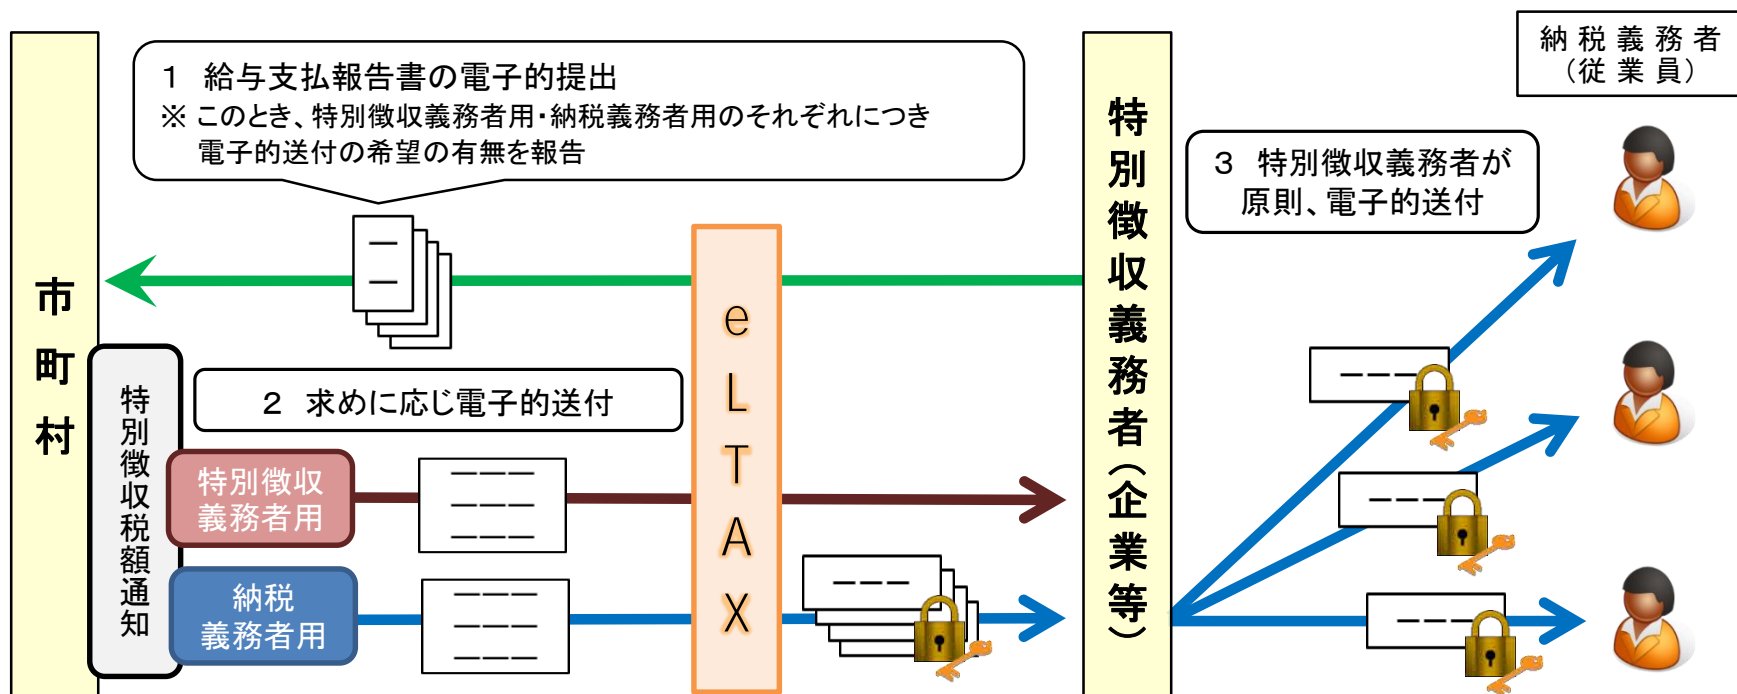 納税義務者
（従業員）
1 給与支払報告書の電子的提出
※ このとき、特別徴収義務者用・納税義務者用のそれぞれにつき
電子的送付の希望の有無を報告
3 特別徴収義務者が
原則、電子的送付
市町村
特別徴収義務者（企業等）
eLTAX
2 求めに応じ電子的送付
特別徴収税額通知
特別徴収
義務者用
納税
義務者用